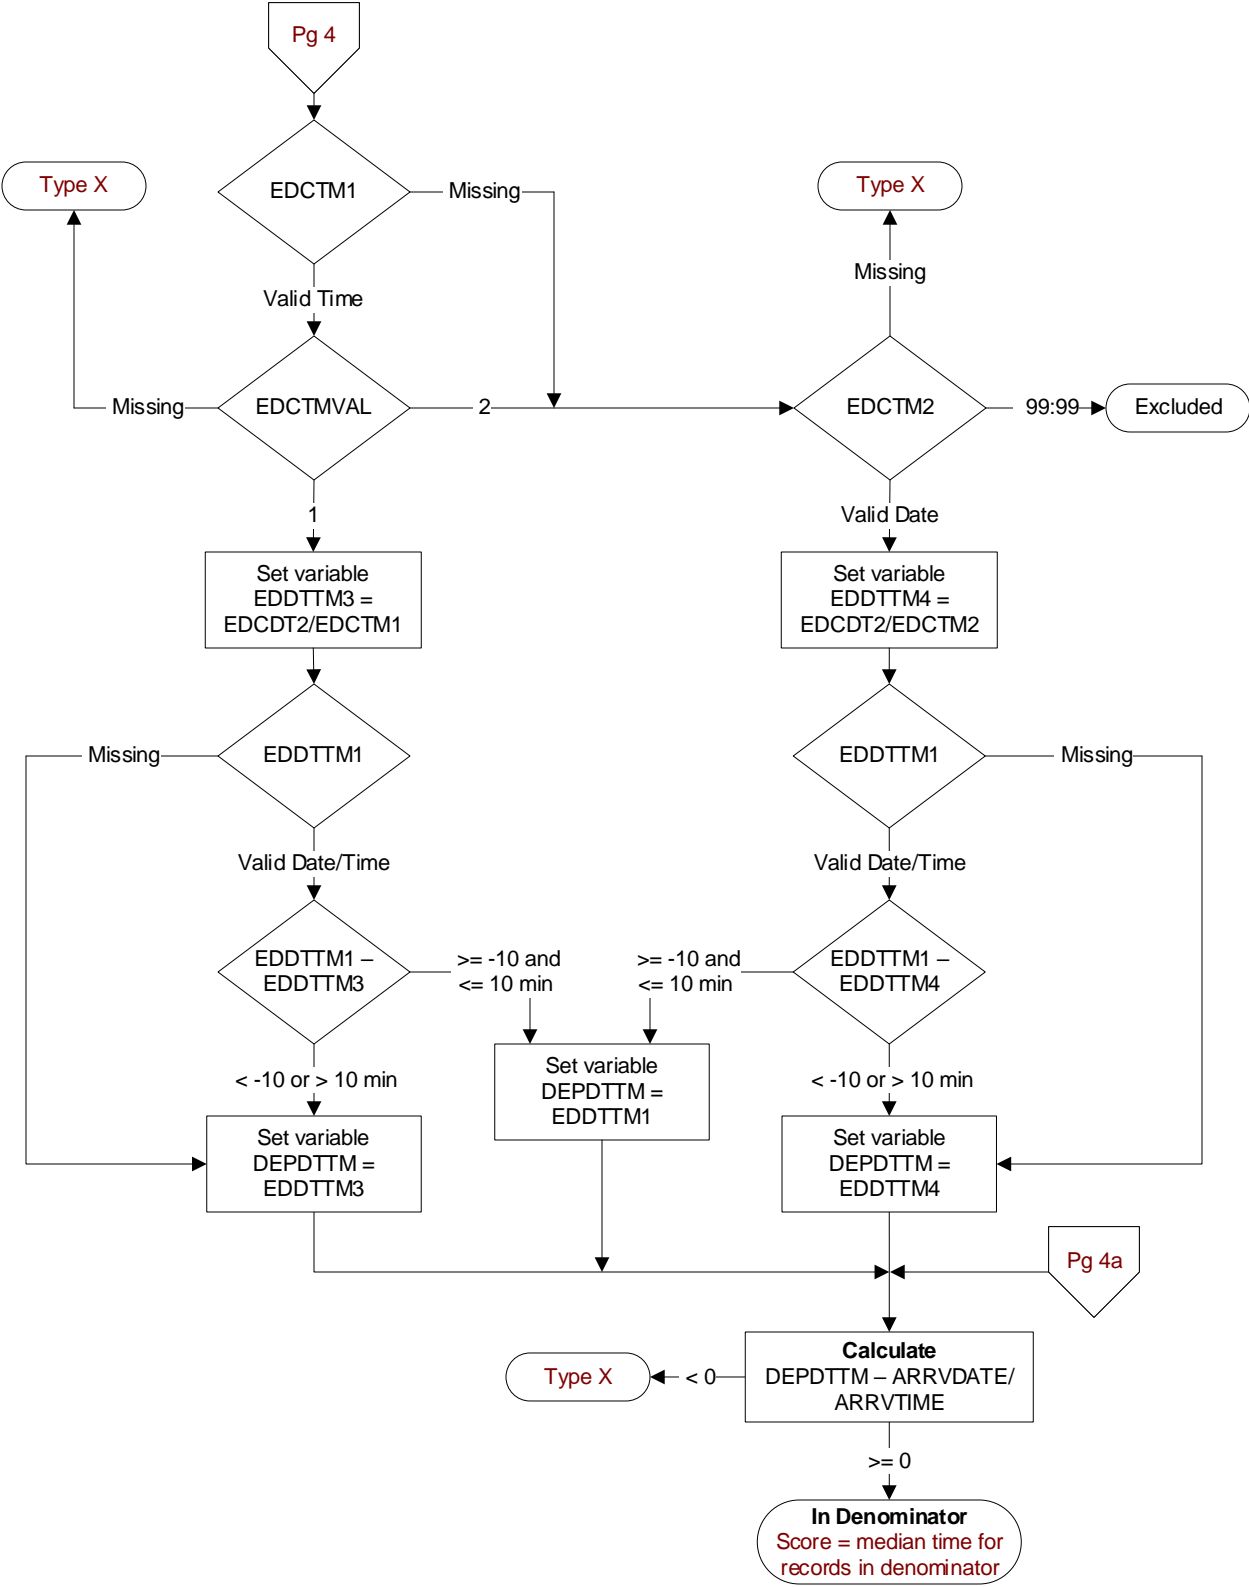 Pg 4
EDCTM1
Missing
Type X
Type X
Missing
Valid Time
Missing
EDCTMVAL
2
EDCTM2
99:99
Excluded
1
Valid Date
Set variable
EDDTTM3 =
EDCDT2/EDCTM1
Set variable
EDDTTM4 =
EDCDT2/EDCTM2
Missing
EDDTTM1
EDDTTM1
Missing
Valid Date/Time
Valid Date/Time
EDDTTM1 –
EDDTTM3
>= -10 and
<= 10 min
>= -10 and
<= 10 min
EDDTTM1 –
EDDTTM4
< -10 or > 10 min
Set variable
DEPDTTM =
EDDTTM1
< -10 or > 10 min
Set variable
DEPDTTM =
EDDTTM3
Set variable
DEPDTTM =
EDDTTM4
Pg 4a
Calculate
DEPDTTM – ARRVDATE/
ARRVTIME
Type X
< 0
>= 0
In Denominator
Score = median time for
records in denominator